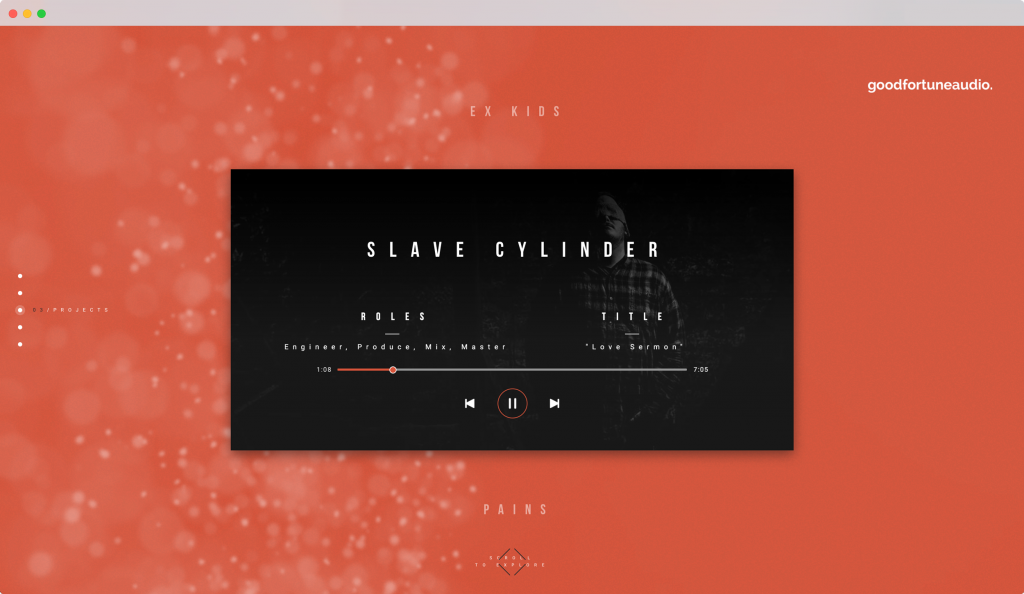 goodfortuneaudio.
EX KIDS
SLAVE CYLINDER
ROLES
Engineer, Produce, Mix, Master
TITLE
"Love Sermon"
/PROJECTS
1:08
7:05
PAINS
SCROLL
TO EXPLORE